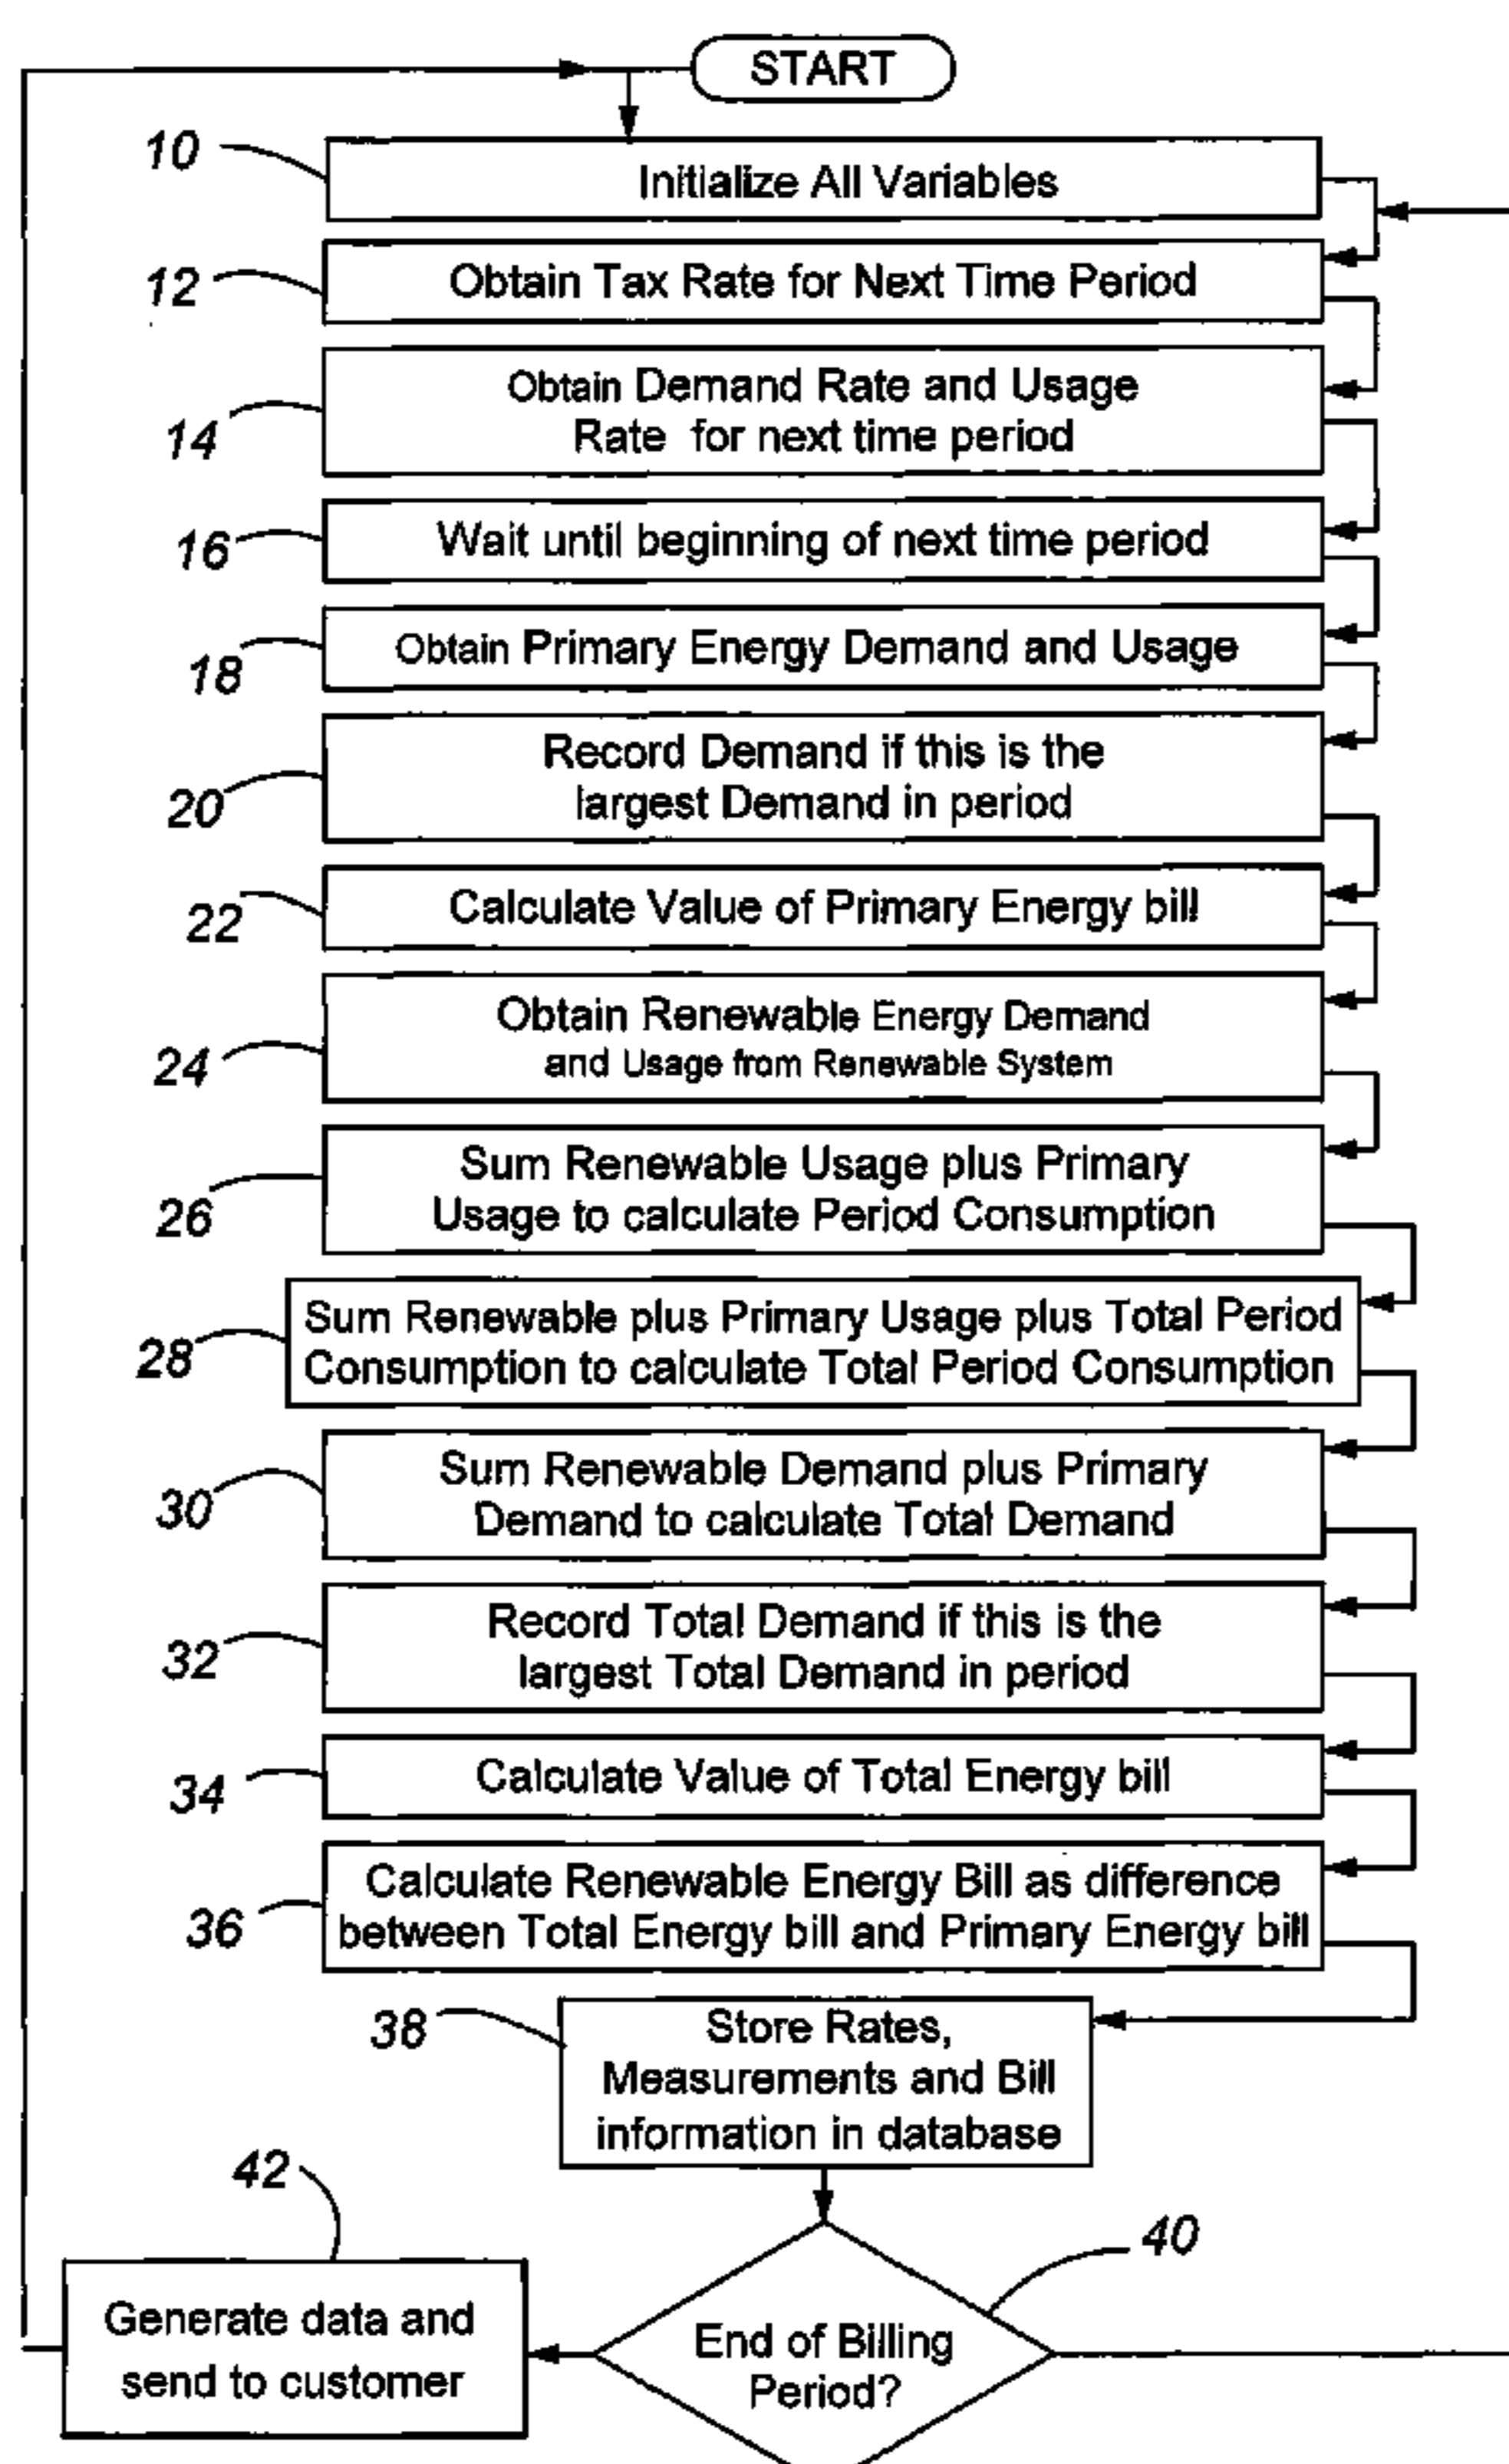 START
10
Initialize All Variables
12
Obtain Tax Rate for Next Time Period
14
Obtain Demand Rate and Usage
Rate for next time period
16
Wait until beginning of next time period
18
Obtain Primary Energy Demand and Usage
20
Record Demand if this is the
largest Demand in period
22
Calculate Value of Primary Energy bill
24
Obtain Renewable Energy Demand
and Usage from Renewable System
26
Sum Renewable Usage plus Primary
Usage to calculate Period Consumption
28
Sum Renewable plus Primary Usage plus Total Period
Consumption to calculate Total Period Consumption
30
Sum Renewable Demand plus Primary
Demand to calculate Total Demand
32
Record Total Demand if this is the
largest Total Demand in period
34
Calculate Value of Total Energy bill
36
Calculate Renewable Energy Bill as difference
between Total Energy bill and Primary Energy bill
38
Store Rates,
Measurements and Bill
information in database
40
End of Billing
Period?
42
Generate data and
send to customer